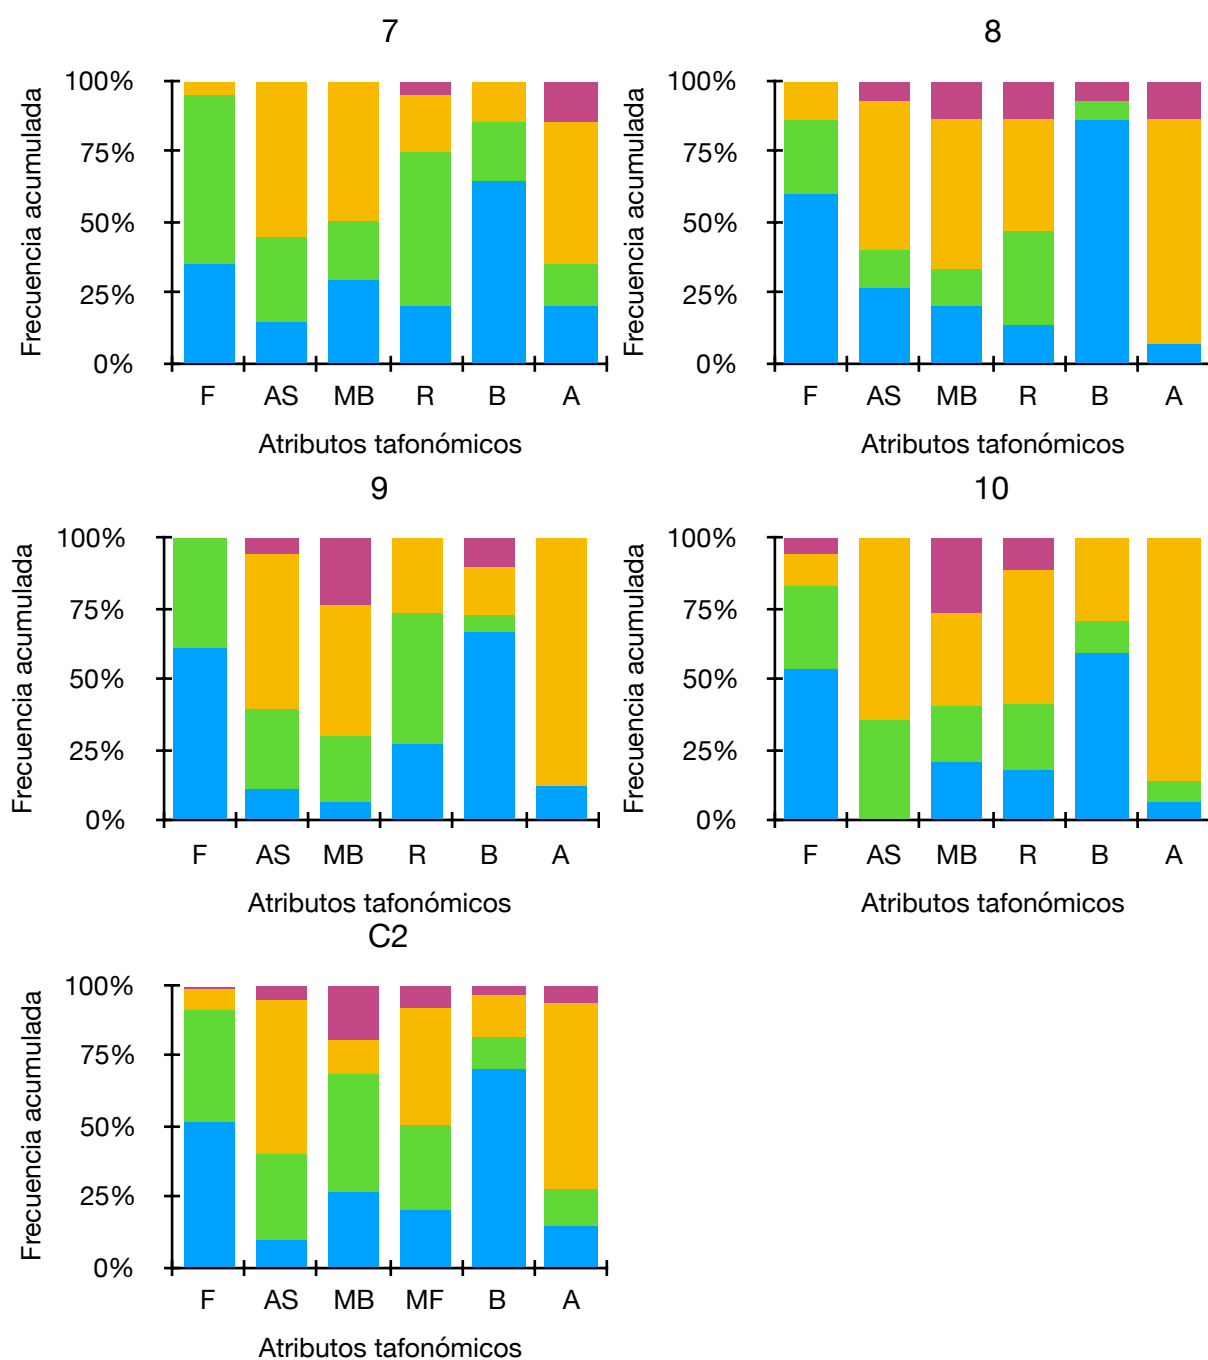 7
Frecuencia acumulada
100%
75%
50%
25%
0%
F AS MB R B A
Atributos tafonómicos
8
Frecuencia acumulada
100%
75%
50%
25%
0%
F AS MB R B A
Atributos tafonómicos
9
Frecuencia acumulada
100%
75%
50%
25%
0%
F AS MB R B A
Atributos tafonómicos
10
Frecuencia acumulada
100%
75%
50%
25%
0%
F AS MB R B A
Atributos tafonómicos
C2
Frecuencia acumulada
100%
75%
50%
25%
0%
F AS MB MF B A
Atributos tafonómicos